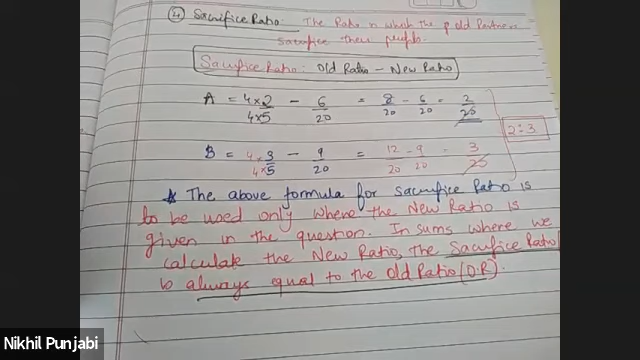 ④ Sacrifice Ratio: The Ratio in which the old Partners
sacrifice their
Sacrifice Ratio: Old Ratio - New Ratio
A = 4×2/4×5 - 6/20 = 8/20 - 6/20 = 2/20
2:3
B = 4×3/4×5 - 9/20 = 12/20 - 9/20 = 3/20
* The above formula for Sacrifice Ratio is
to be used only where the New Ratio is
given in the question. In sums where we
calculate the New Ratio, the Sacrifice Ratio
is always equal to the old Ratio (O.R).
Nikhil Punjabi